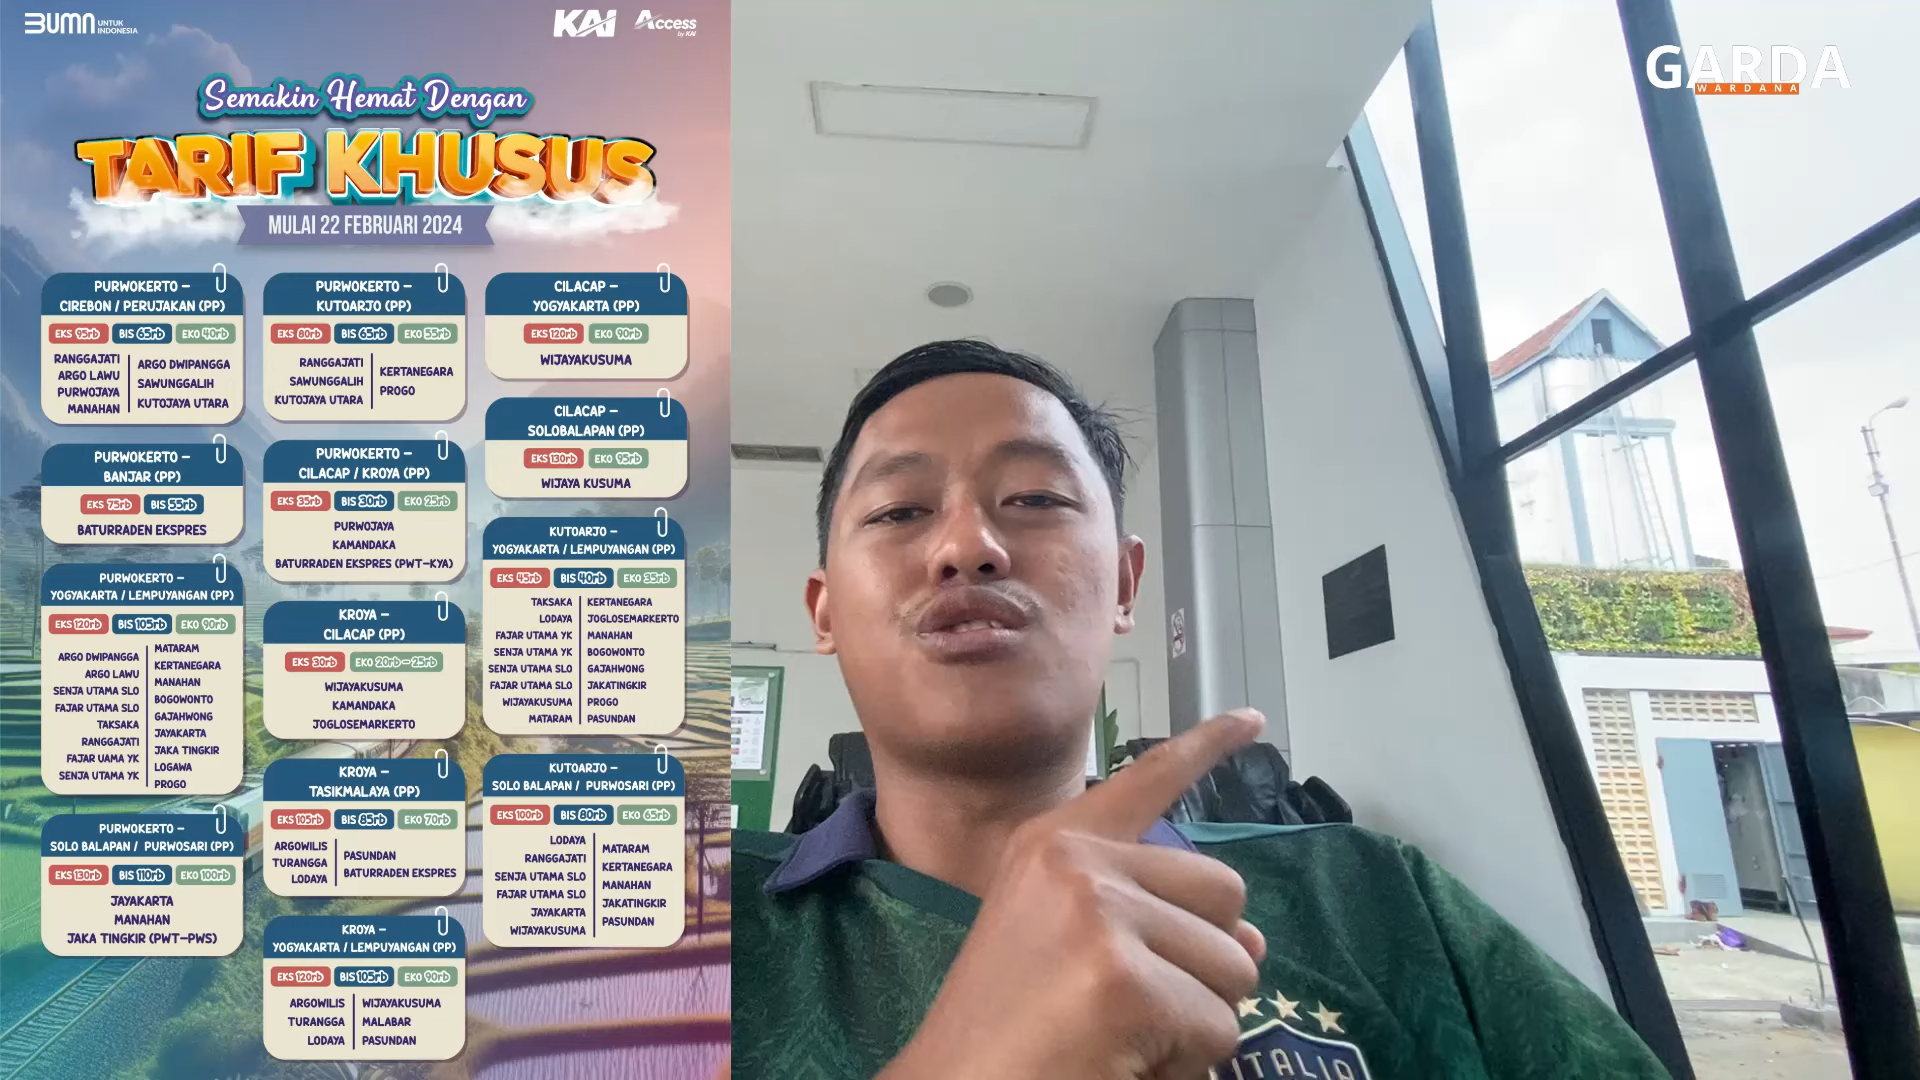 BUMN UNTUK INDONESIA
KAI
Access by KAI
Semakin Hemat Dengan
TARIF KHUSUS
MULAI 22 FEBRUARI 2024
PURWOKERTO –
CIREBON / PERUJAKAN (PP)
EKS 95rb BIS 65rb EKO 40rb
RANGGAJATI
ARGO LAWU
PURWOJAYA
MANAHAN
ARGO DWIPANGGA
SAWUNGGALIH
KUTOJAYA UTARA
PURWOKERTO –
BANJAR (PP)
EKS 75rb BIS 55rb
BATURRADEN EKSPRES
PURWOKERTO –
YOGYAKARTA / LEMPUYANGAN (PP)
EKS 120rb BIS 105rb EKO 90rb
ARGO DWIPANGGA
ARGO LAWU
SENJA UTAMA SLO
FAJAR UTAMA SLO
TAKSAKA
RANGGAJATI
FAJAR UAMA YK
SENJA UTAMA YK
MATARAM
KERTANEGARA
MANAHAN
BOGOWONTO
GAJAHWONG
JAYAKARTA
JAKA TINGKIR
LOGAWA
PROGO
PURWOKERTO –
SOLO BALAPAN / PURWOSARI (PP)
EKS 130rb BIS 110rb EKO 100rb
JAYAKARTA
MANAHAN
JAKA TINGKIR (PWT-PWS)
PURWOKERTO –
KUTOARJO (PP)
EKS 80rb BIS 65rb EKO 55rb
RANGGAJATI
SAWUNGGALIH
KUTOJAYA UTARA
KERTANEGARA
PROGO
PURWOKERTO –
CILACAP / KROYA (PP)
EKS 35rb BIS 30rb EKO 25rb
PURWOJAYA
KAMANDAKA
BATURRADEN EKSPRES (PWT-KYA)
KROYA –
CILACAP (PP)
EKS 30rb EKO 20rb-25rb
WIJAYAKUSUMA
KAMANDAKA
JOGLOSEMARKERTO
KROYA –
TASIKMALAYA (PP)
EKS 105rb BIS 85rb EKO 70rb
ARGOWILIS
TURANGGA
LODAYA
PASUNDAN
BATURRADEN EKSPRES
KROYA –
YOGYAKARTA / LEMPUYANGAN (PP)
EKS 120rb BIS 105rb EKO 90rb
ARGOWILIS
TURANGGA
LODAYA
WIJAYAKUSUMA
MALABAR
PASUNDAN
CILACAP –
YOGYAKARTA (PP)
EKS 120rb EKO 90rb
WIJAYAKUSUMA
CILACAP –
SOLOBALAPAN (PP)
EKS 130rb EKO 95rb
WIJAYA KUSUMA
KUTOARJO –
YOGYAKARTA / LEMPUYANGAN (PP)
EKS 45rb BIS 40rb EKO 35rb
TAKSAKA
LODAYA
FAJAR UTAMA YK
SENJA UTAMA YK
SENJA UTAMA SLO
FAJAR UTAMA SLO
WIJAYAKUSUMA
MATARAM
KERTANEGARA
JOGLOSEMARKERTO
MANAHAN
BOGOWONTO
GAJAHWONG
JAKATINGKIR
PROGO
PASUNDAN
KUTOARJO –
SOLO BALAPAN / PURWOSARI (PP)
EKS 100rb BIS 80rb EKO 65rb
LODAYA
RANGGAJATI
SENJA UTAMA SLO
FAJAR UTAMA SLO
JAYAKARTA
WIJAYAKUSUMA
MATARAM
KERTANEGARA
MANAHAN
JAKATINGKIR
PASUNDAN
GARDA
WARDANA
ITALIA